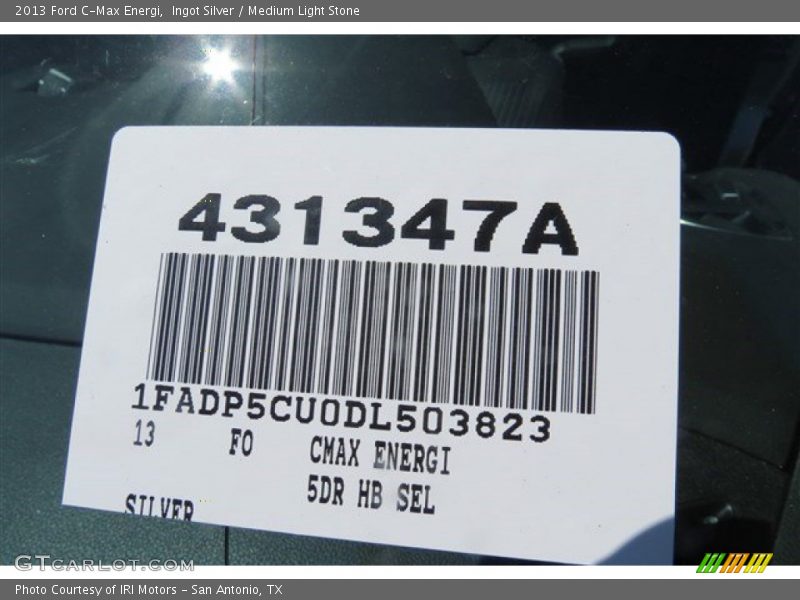 2013 Ford C-Max Energi,  Ingot Silver / Medium Light Stone
431347A
1FADP5CU0DL503823
13 FO CMAX ENERGI
5DR HB SEL
SILVER
GTCarLot.com
Photo Courtesy of IRI Motors - San Antonio, TX